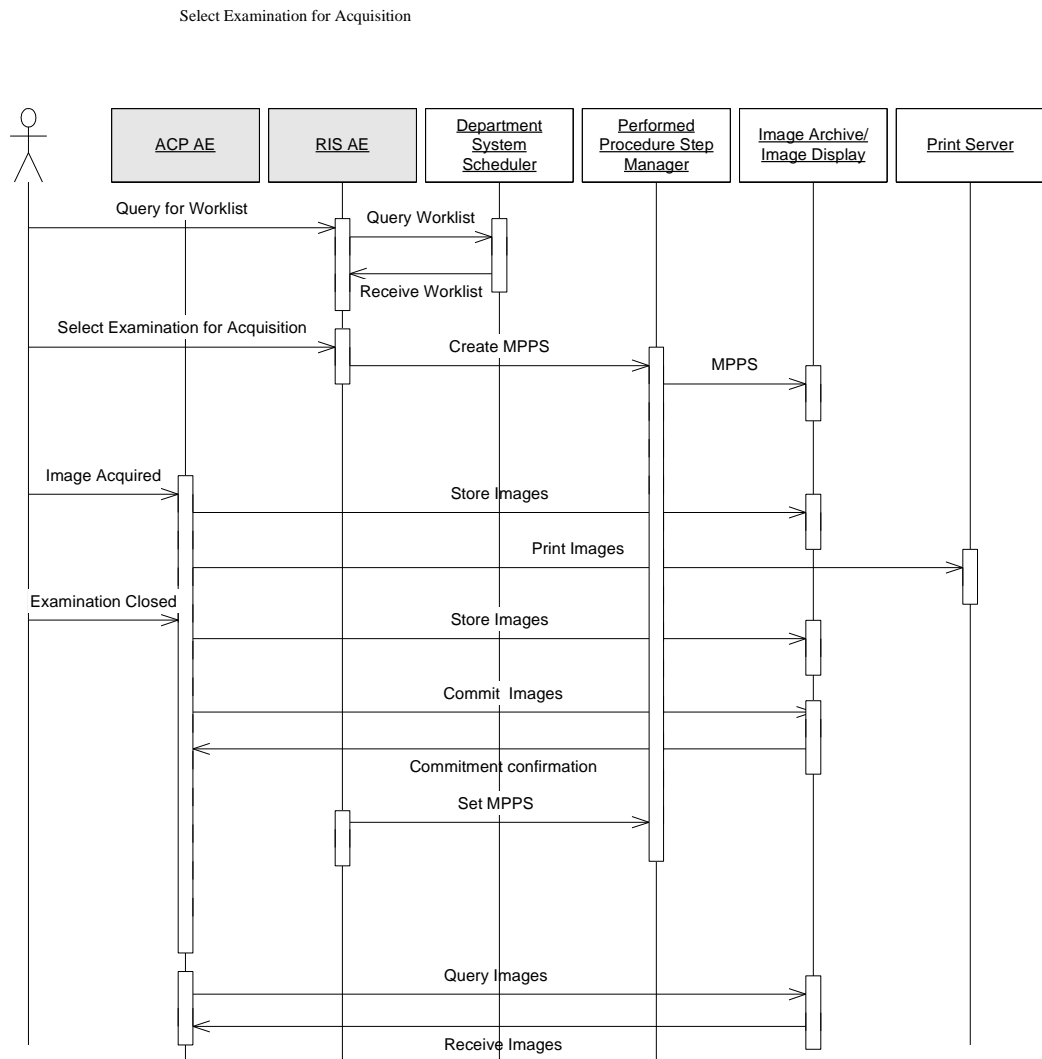 Select Examination for Acquisition
ACP AE
RIS AE
Department
System
Scheduler
Performed
Procedure Step
Manager
Image Archive/
Image Display
Print Server
Query for Worklist
Query Worklist
Receive Worklist
Select Examination for Acquisition
Create MPPS
MPPS
Image Acquired
Store Images
Print Images
Examination Closed
Store Images
Commit Images
Commitment confirmation
Set MPPS
Query Images
Receive Images